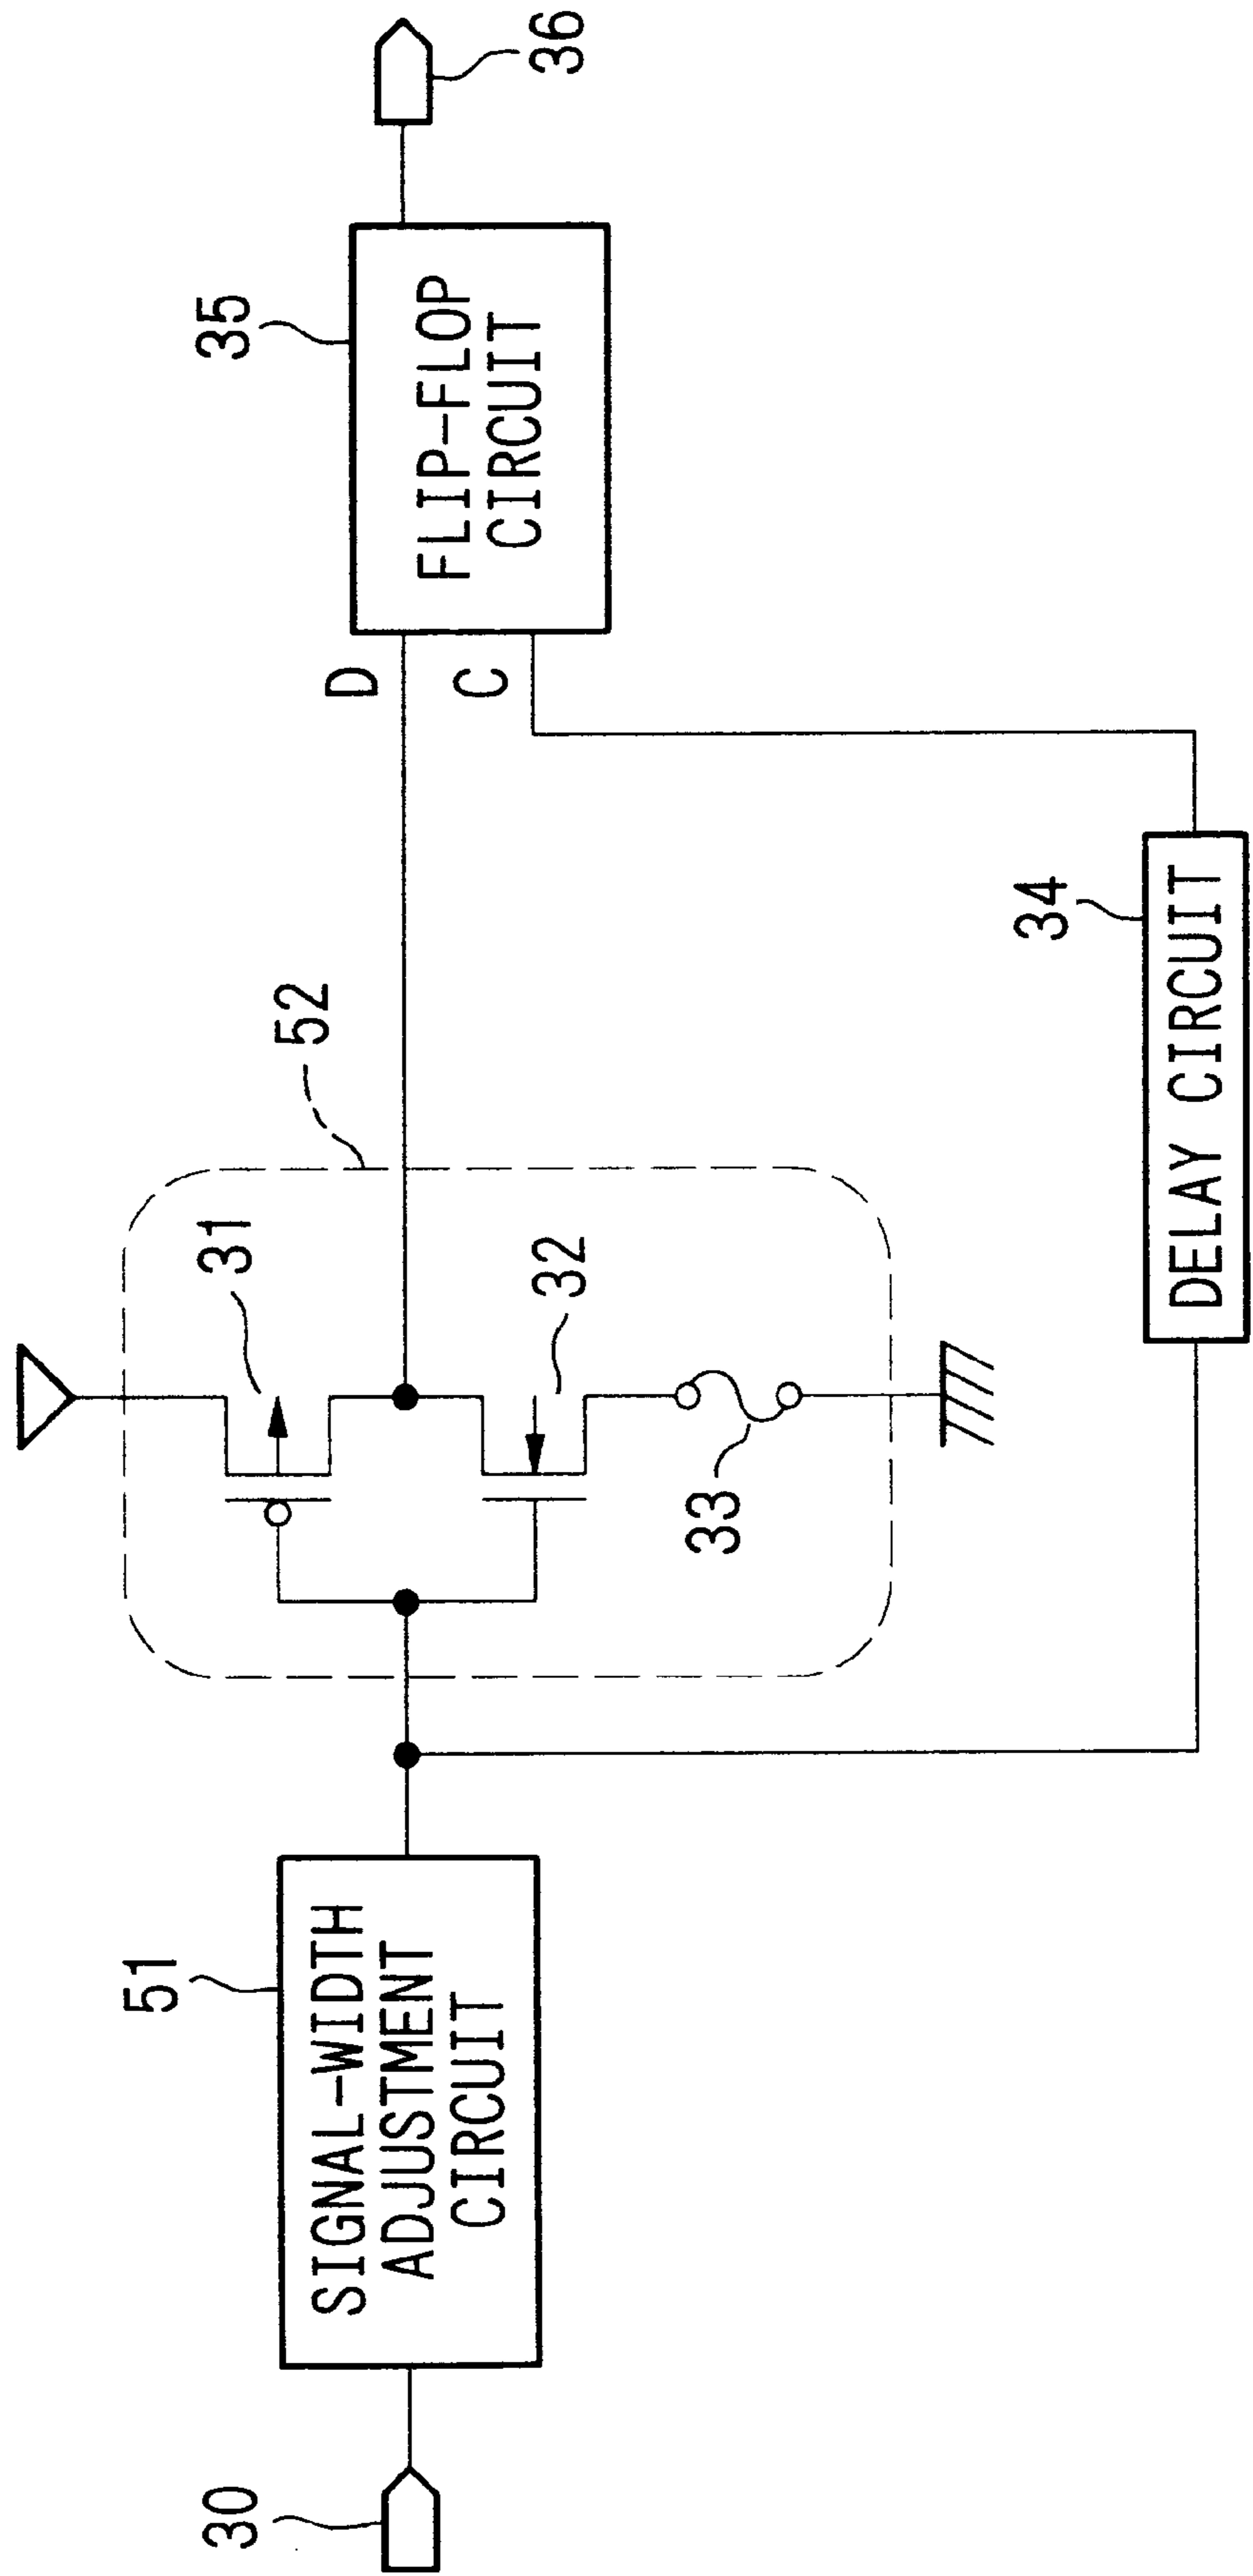 30
51
SIGNAL-WIDTH
ADJUSTMENT
CIRCUIT
31
32
33
52
34
DELAY CIRCUIT
D
C
35
FLIP-FLOP
CIRCUIT
36